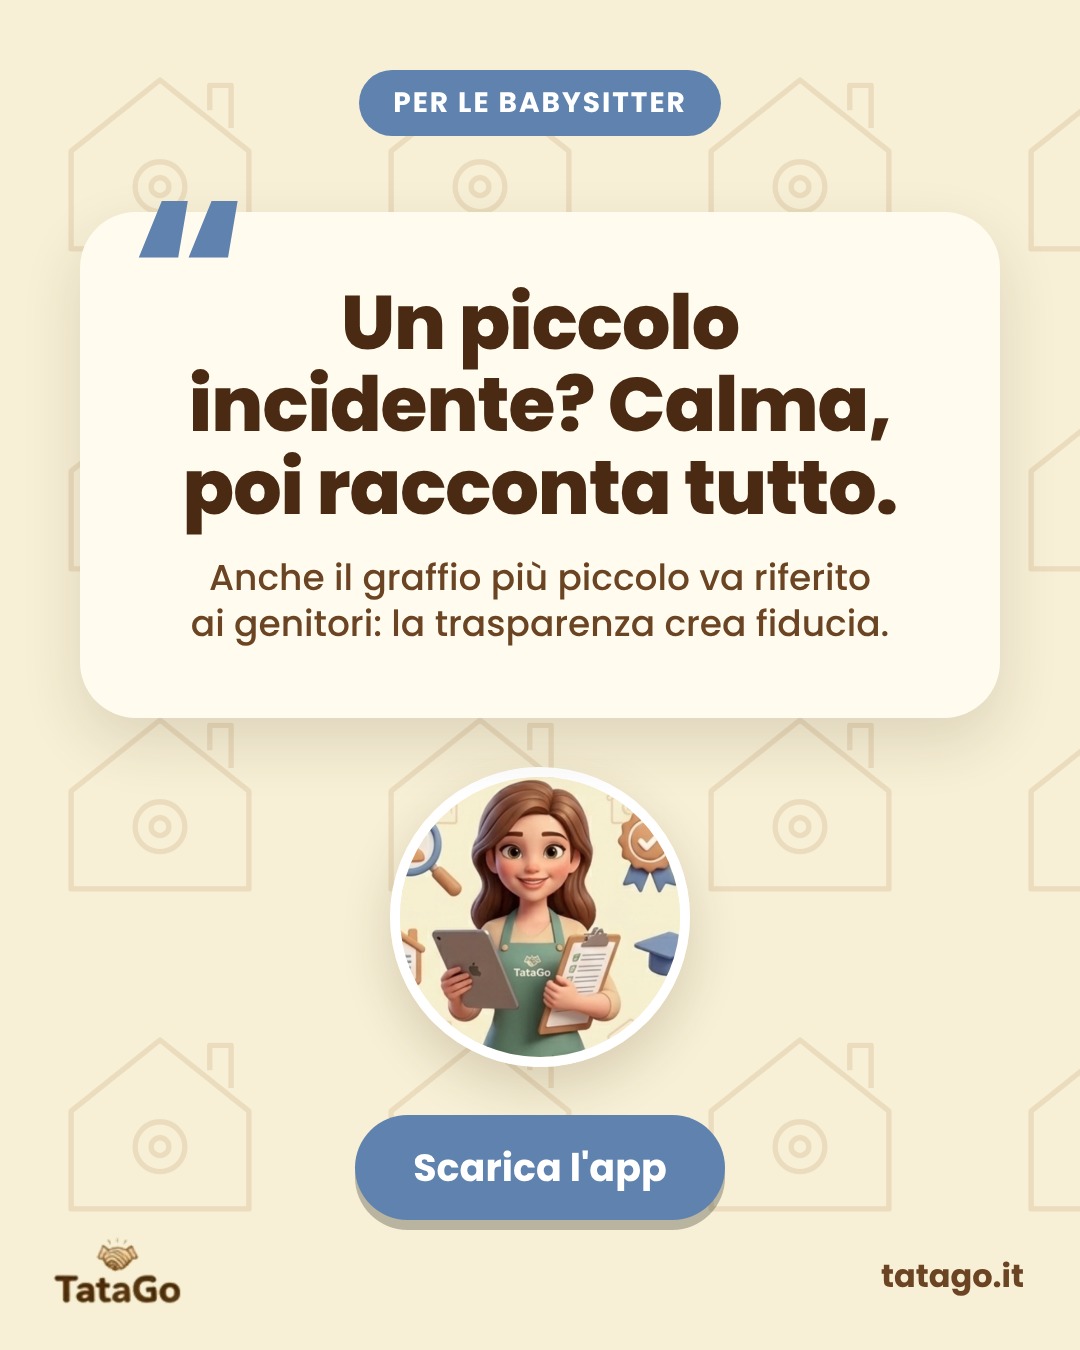 PER LE BABYSITTER
Un piccolo
incidente? Calma,
poi racconta tutto.
Anche il graffio più piccolo va riferito
ai genitori: la trasparenza crea fiducia.
TataGo
Scarica l'app
TataGo
tatago.it